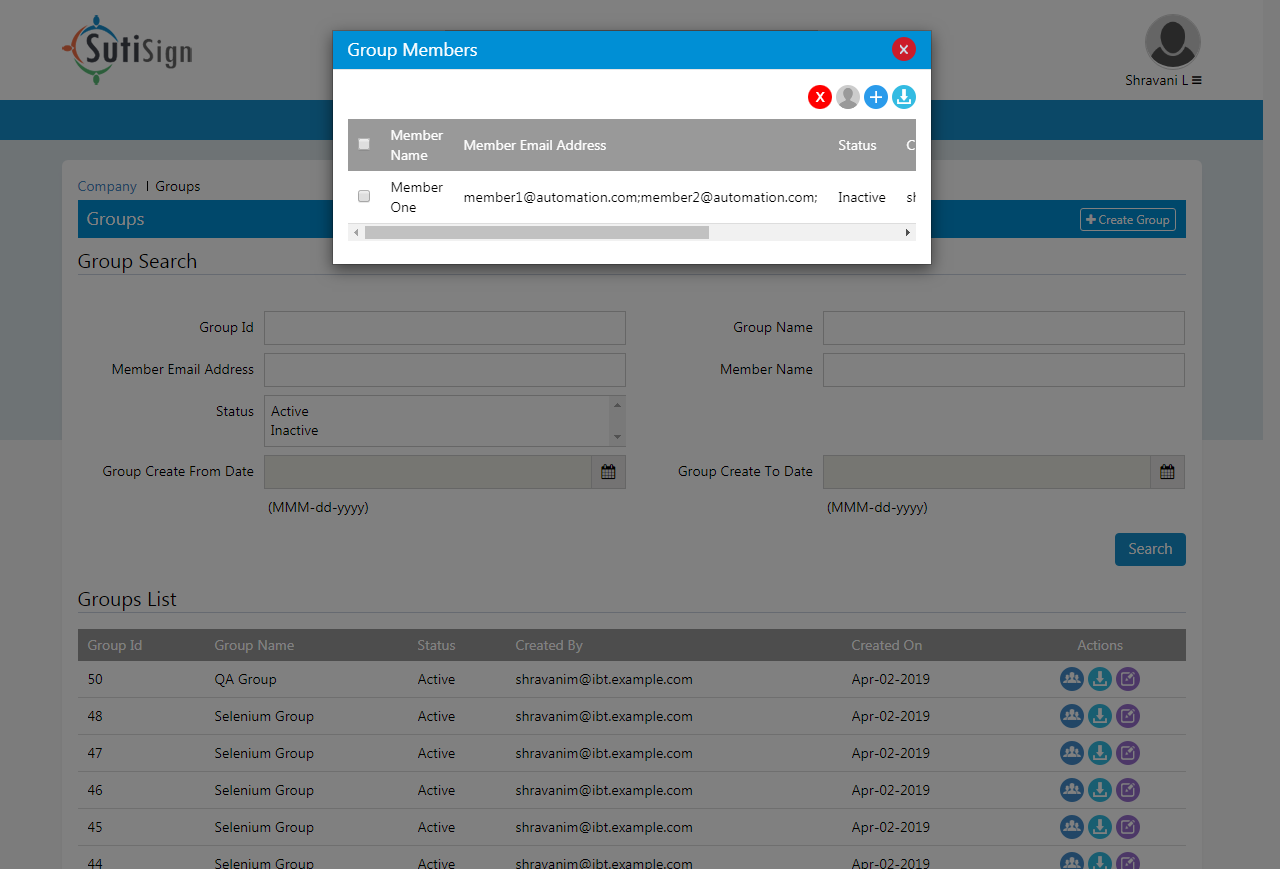 SutiSign
Shravani L
Group Members
Member Name Member Email Address Status C
Member One member1@automation.com;member2@automation.com; Inactive
Company | Groups
Groups
Create Group
Group Search
Group Id
Group Name
Member Email Address
Member Name
Status
Active
Inactive
Group Create From Date
Group Create To Date
(MMM-dd-yyyy)
(MMM-dd-yyyy)
Search
Groups List
Group Id Group Name Status Created By Created On Actions
50 QA Group Active shravanim@ibt.example.com Apr-02-2019
48 Selenium Group Active shravanim@ibt.example.com Apr-02-2019
47 Selenium Group Active shravanim@ibt.example.com Apr-02-2019
46 Selenium Group Active shravanim@ibt.example.com Apr-02-2019
45 Selenium Group Active shravanim@ibt.example.com Apr-02-2019
44 Selenium Group Active shravanim@ibt.example.com Apr-02-2019